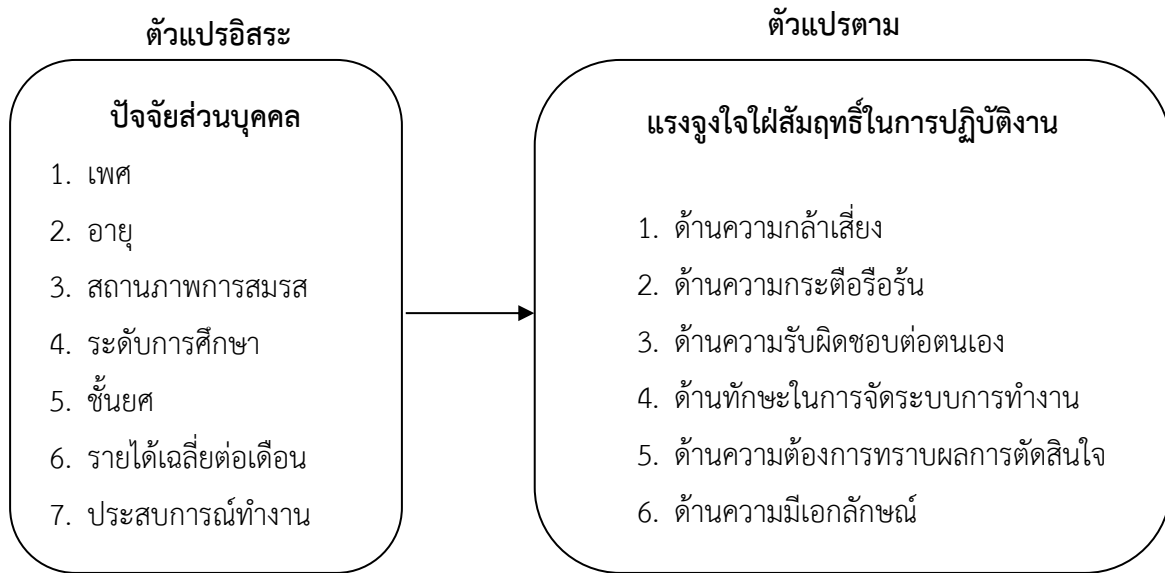 ตัวแปรอิสระ
ปัจจัยส่วนบุคคล
1. เพศ
2. อายุ
3. สถานภาพการสมรส
4. ระดับการศึกษา
5. ชั้นยศ
6. รายได้เฉลี่ยต่อเดือน
7. ประสบการณ์ทำงาน
ตัวแปรตาม
แรงจูงใจใฝ่สัมฤทธิ์ในการปฏิบัติงาน
1. ด้านความกล้าเสี่ยง
2. ด้านความกระตือรือร้น
3. ด้านความรับผิดชอบต่อตนเอง
4. ด้านทักษะในการจัดระบบการทำงาน
5. ด้านความต้องการทราบผลการตัดสินใจ
6. ด้านความมีเอกลักษณ์